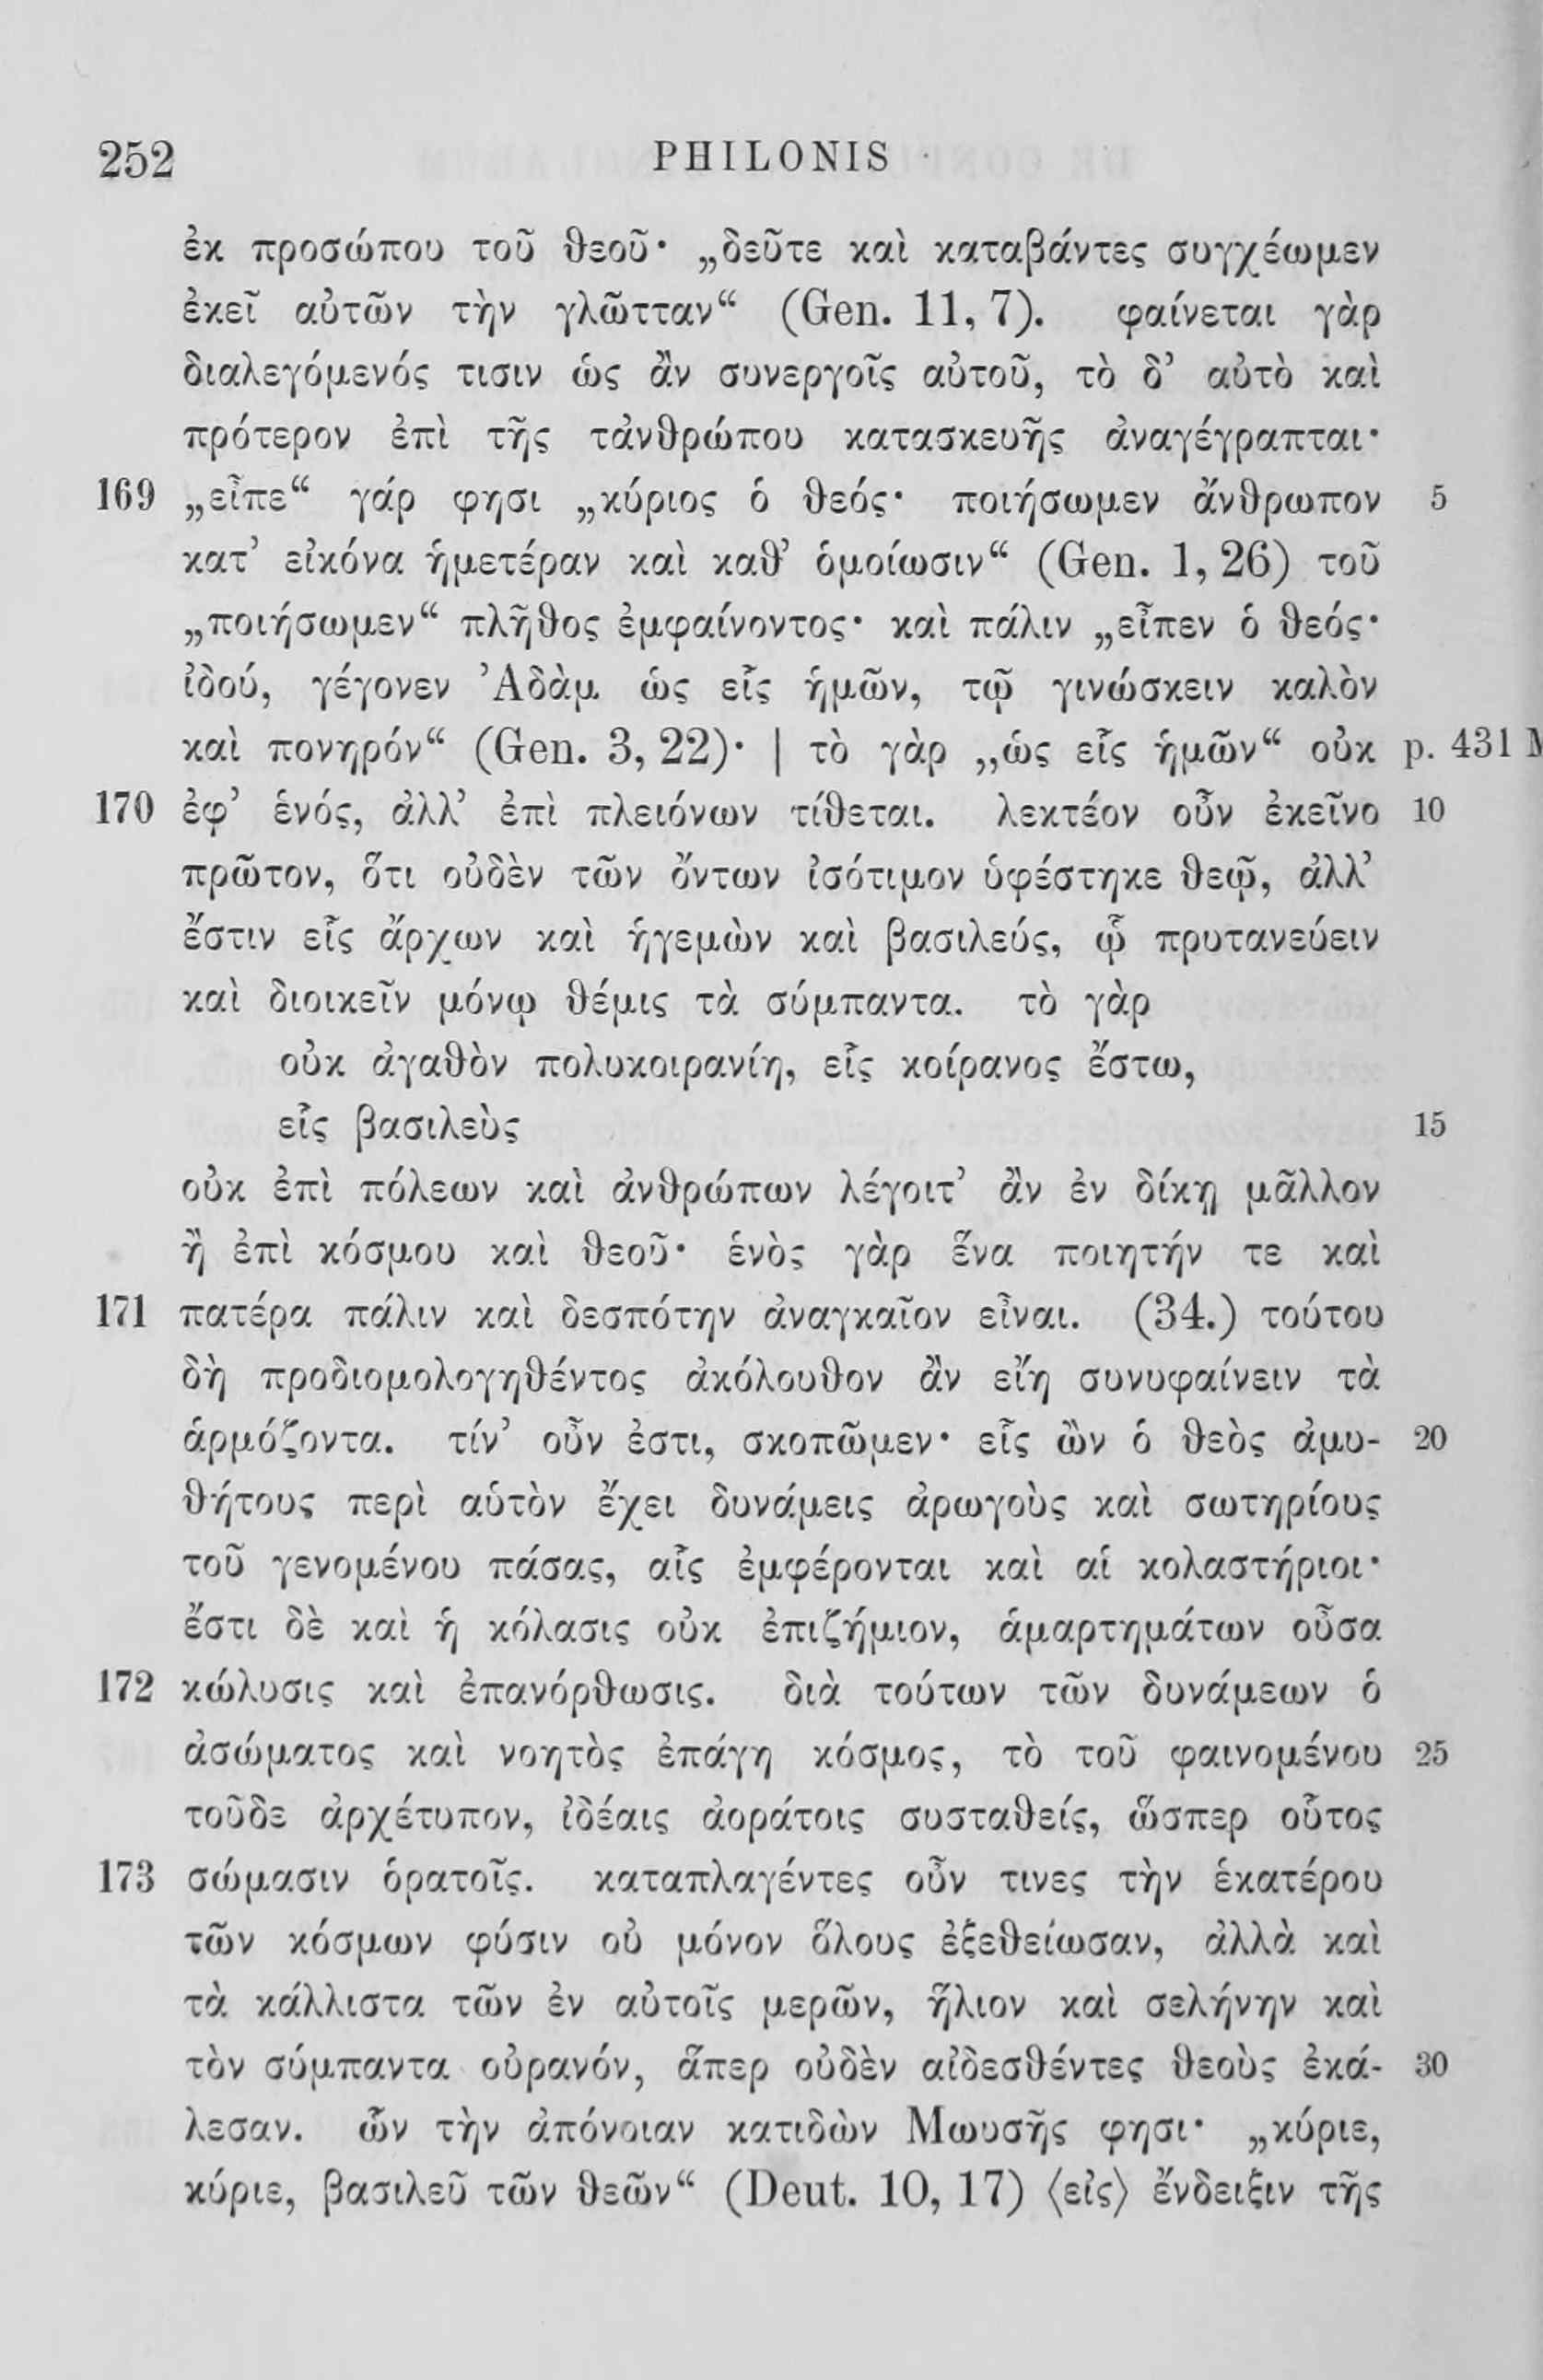 252 PHILONIS
ἐκ προσώπου τοῦ θεοῦ· „δεῦτε καὶ καταβάντες συγχέωμεν
ἐκεῖ αὐτῶν τὴν γλῶτταν“ (Gen. 11, 7). φαίνεται γὰρ
διαλεγόμενός τισιν ὡς ἂν συνεργοῖς αὐτοῦ, τὸ δ’ αὐτὸ καὶ
πρότερον ἐπὶ τῆς τἀνθρώπου κατασκευῆς ἀναγέγραπται·
169 „εἶπε“ γάρ φησι „κύριος ὁ θεός· ποιήσωμεν ἄνθρωπον 5
κατ’ εἰκόνα ἡμετέραν καὶ καθ’ ὁμοίωσιν“ (Gen. 1, 26) τοῦ
„ποιήσωμεν“ πλῆθος ἐμφαίνοντος· καὶ πάλιν „εἶπεν ὁ θεός·
ἰδού, γέγονεν Ἀδὰμ ὡς εἷς ἡμῶν, τῷ γινώσκειν καλὸν
καὶ πονηρόν“ (Gen. 3, 22)· | τὸ γὰρ „ὡς εἷς ἡμῶν“ οὐκ p. 431 M
170 ἐφ’ ἑνός, ἀλλ’ ἐπὶ πλειόνων τίθεται. λεκτέον οὖν ἐκεῖνο 10
πρῶτον, ὅτι οὐδὲν τῶν ὄντων ἰσότιμον ὑφέστηκε θεῷ, ἀλλ’
ἔστιν εἷς ἄρχων καὶ ἡγεμὼν καὶ βασιλεύς, ᾧ πρυτανεύειν
καὶ διοικεῖν μόνῳ θέμις τὰ σύμπαντα. τὸ γὰρ
οὐκ ἀγαθὸν πολυκοιρανίη, εἷς κοίρανος ἔστω,
εἷς βασιλεὺς 15
οὐκ ἐπὶ πόλεων καὶ ἀνθρώπων λέγοιτ’ ἂν ἐν δίκῃ μᾶλλον
ἢ ἐπὶ κόσμου καὶ θεοῦ· ἑνὸς γὰρ ἕνα ποιητήν τε καὶ
171 πατέρα πάλιν καὶ δεσπότην ἀναγκαῖον εἶναι. (34.) τούτου
δὴ προδιομολογηθέντος ἀκόλουθον ἂν εἴη συνυφαίνειν τὰ
ἁρμόζοντα. τίν’ οὖν ἐστι, σκοπῶμεν· εἷς ὢν ὁ θεὸς ἀμυ- 20
θήτους περὶ αὑτὸν ἔχει δυνάμεις ἀρωγοὺς καὶ σωτηρίους
τοῦ γενομένου πάσας, αἷς ἐμφέρονται καὶ αἱ κολαστήριοι·
ἔστι δὲ καὶ ἡ κόλασις οὐκ ἐπιζήμιον, ἁμαρτημάτων οὖσα
172 κώλυσις καὶ ἐπανόρθωσις. διὰ τούτων τῶν δυνάμεων ὁ
ἀσώματος καὶ νοητὸς ἐπάγη κόσμος, τὸ τοῦ φαινομένου 25
τοῦδε ἀρχέτυπον, ἰδέαις ἀοράτοις συσταθείς, ὥσπερ οὗτος
173 σώμασιν ὁρατοῖς. καταπλαγέντες οὖν τινες τὴν ἑκατέρου
τῶν κόσμων φύσιν οὐ μόνον ὅλους ἐξεθείωσαν, ἀλλὰ καὶ
τὰ κάλλιστα τῶν ἐν αὐτοῖς μερῶν, ἥλιον καὶ σελήνην καὶ
τὸν σύμπαντα οὐρανόν, ἅπερ οὐδὲν αἰδεσθέντες θεοὺς ἐκά- 30
λεσαν. ὧν τὴν ἀπόνοιαν κατιδὼν Μωυσῆς φησι· „κύριε,
κύριε, βασιλεῦ τῶν θεῶν“ (Deut. 10, 17) ⟨εἰς⟩ ἔνδειξιν τῆς